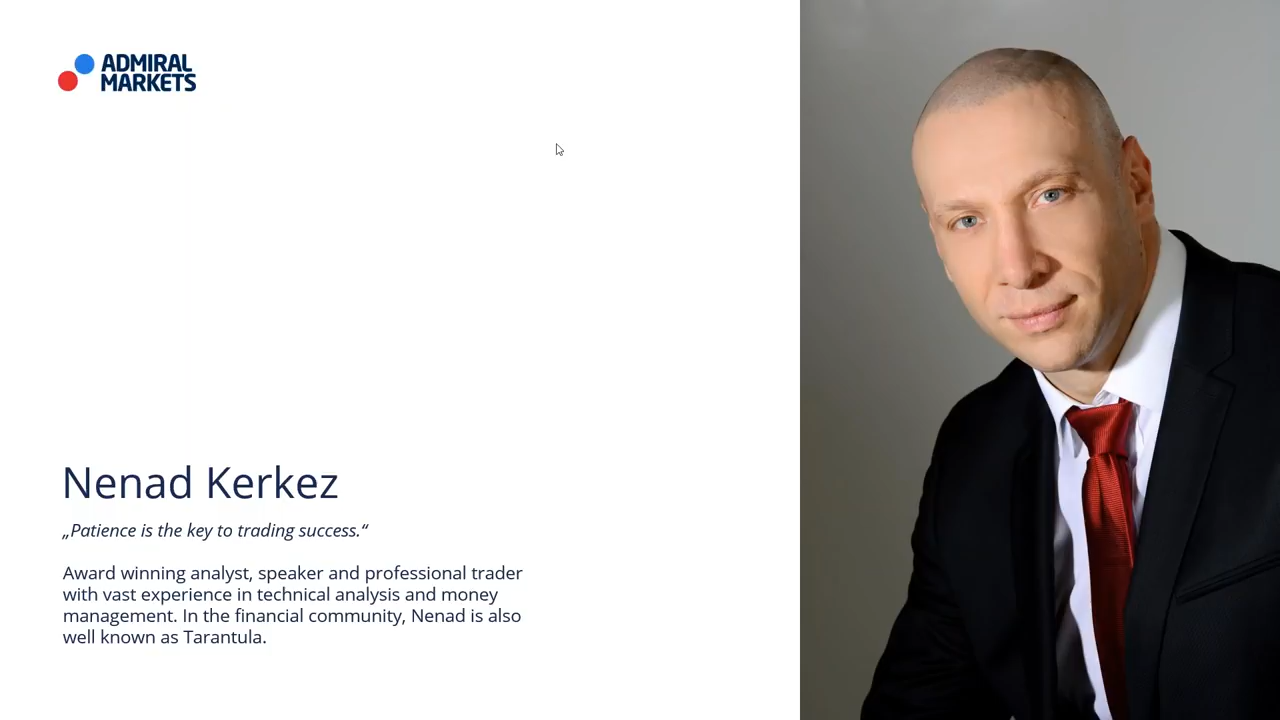 ADMIRAL
MARKETS
Nenad Kerkez
„Patience is the key to trading success.“
Award winning analyst, speaker and professional trader
with vast experience in technical analysis and money
management. In the financial community, Nenad is also
well known as Tarantula.